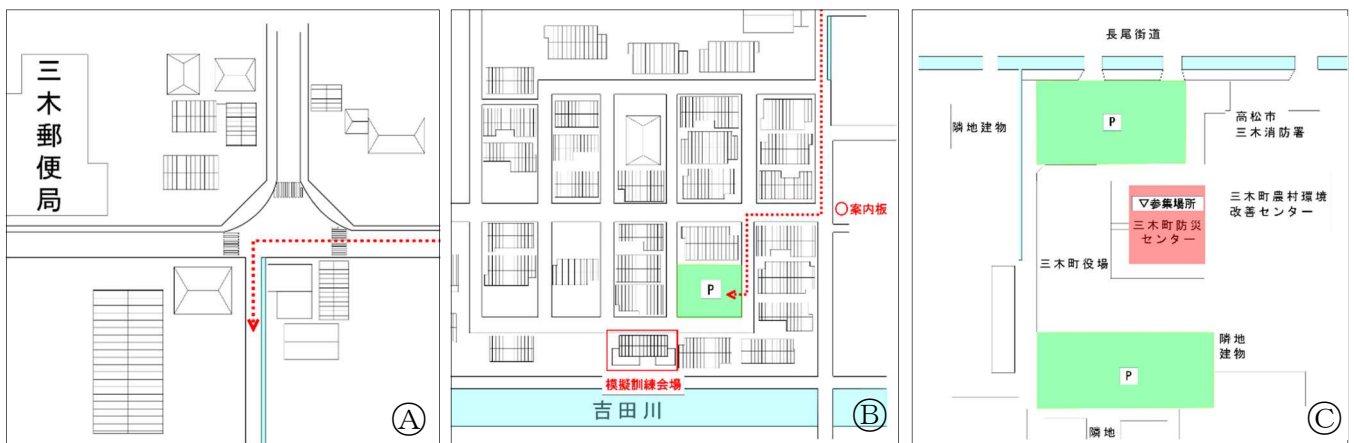 三木郵便局
Ⓐ
○案内板
P
模擬訓練会場
吉田川
Ⓑ
長尾街道
P
隣地建物
高松市
三木消防署
▽参集場所
三木町防災
センター
三木町農村環境
改善センター
三木町役場
隣地
建物
P
隣地
Ⓒ